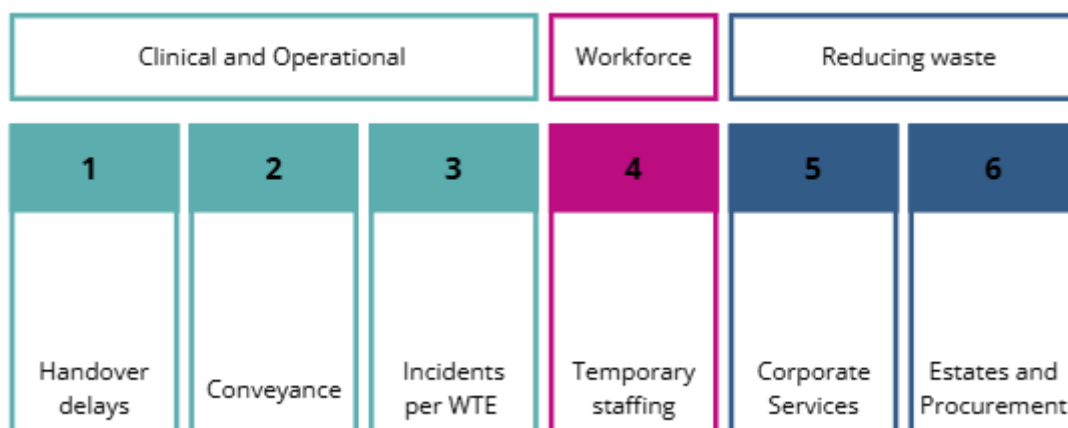 Clinical and Operational
Workforce
Reducing waste
1
2
3
4
5
6
Handover
delays
Conveyance
Incidents
per WTE
Temporary
staffing
Corporate
Services
Estates and
Procurement